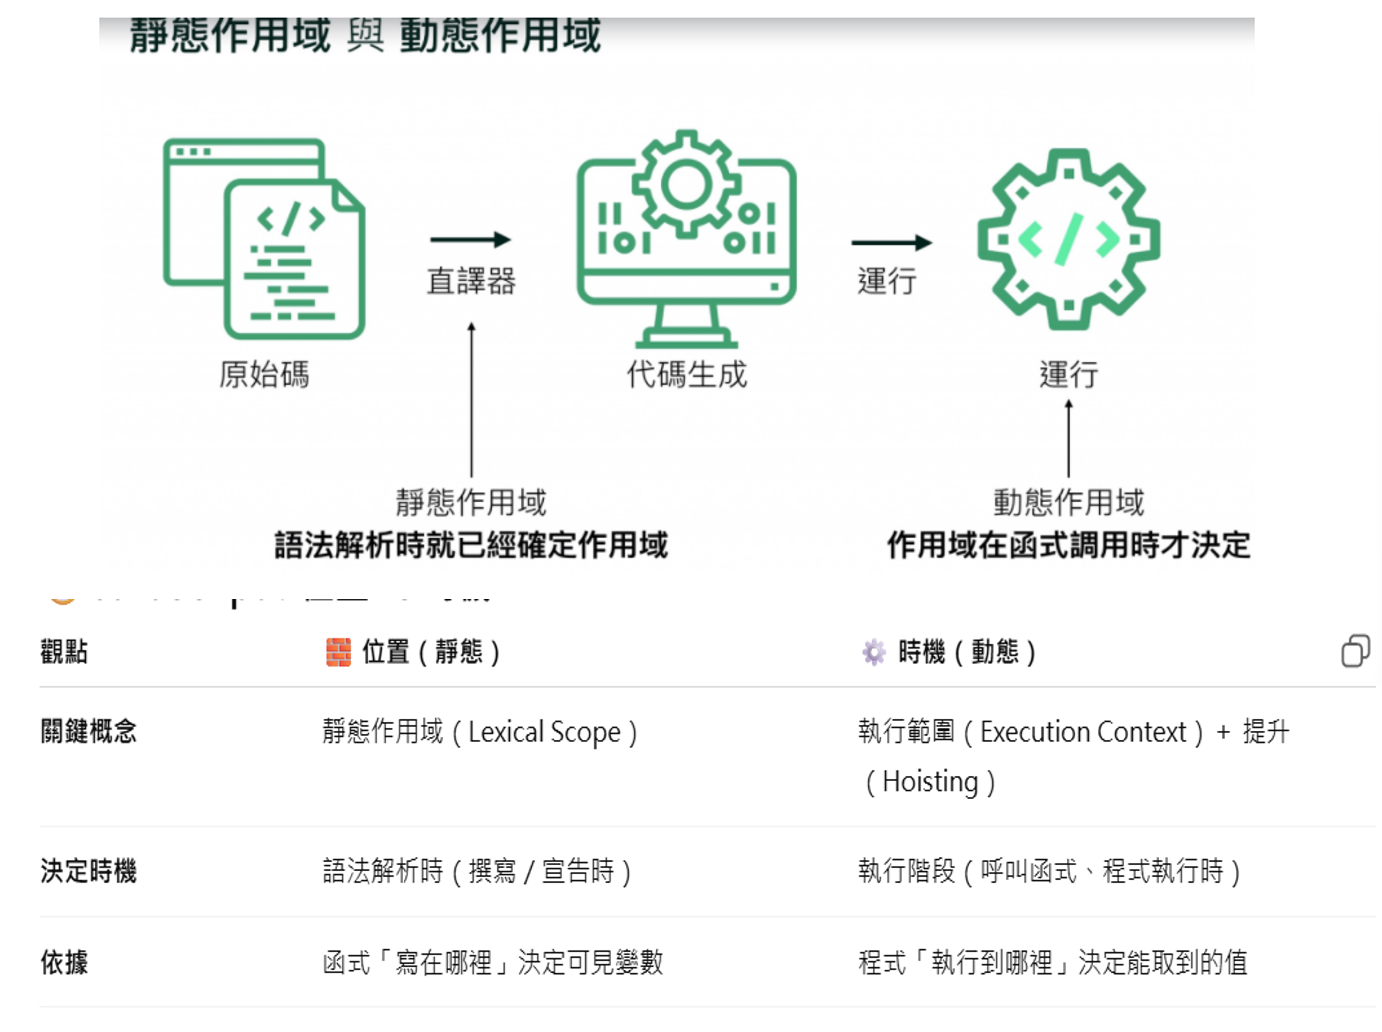 靜態作用域 與 動態作用域
直譯器
運行
原始碼
代碼生成
運行
靜態作用域
語法解析時就已經確定作用域
動態作用域
作用域在函式調用時才決定
觀點 位置（靜態） 時機（動態）
關鍵概念 靜態作用域（Lexical Scope） 執行範圍（Execution Context）+ 提升
（Hoisting）
決定時機 語法解析時（撰寫 / 宣告時） 執行階段（呼叫函式、程式執行時）
依據 函式「寫在哪裡」決定可見變數 程式「執行到哪裡」決定能取到的值